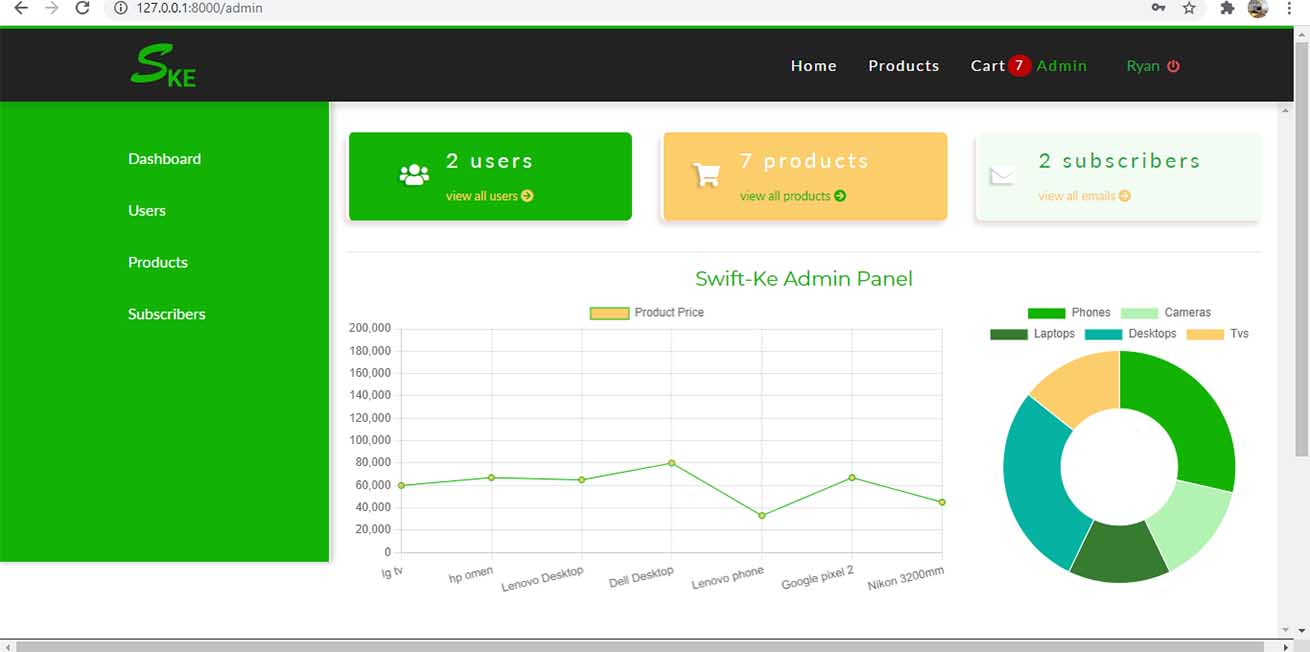 127.0.0.1:8000/admin
SKE
Home Products Cart 7 Admin Ryan
Dashboard
Users
Products
Subscribers
2 users
view all users
7 products
view all products
2 subscribers
view all emails
Swift-Ke Admin Panel
Product Price
200,000
180,000
160,000
140,000
120,000
100,000
80,000
60,000
40,000
20,000
0
lg tv
hp omen
Lenovo Desktop
Dell Desktop
Lenovo phone
Google pixel 2
Nikon 3200mm
Phones Cameras
Laptops Desktops Tvs